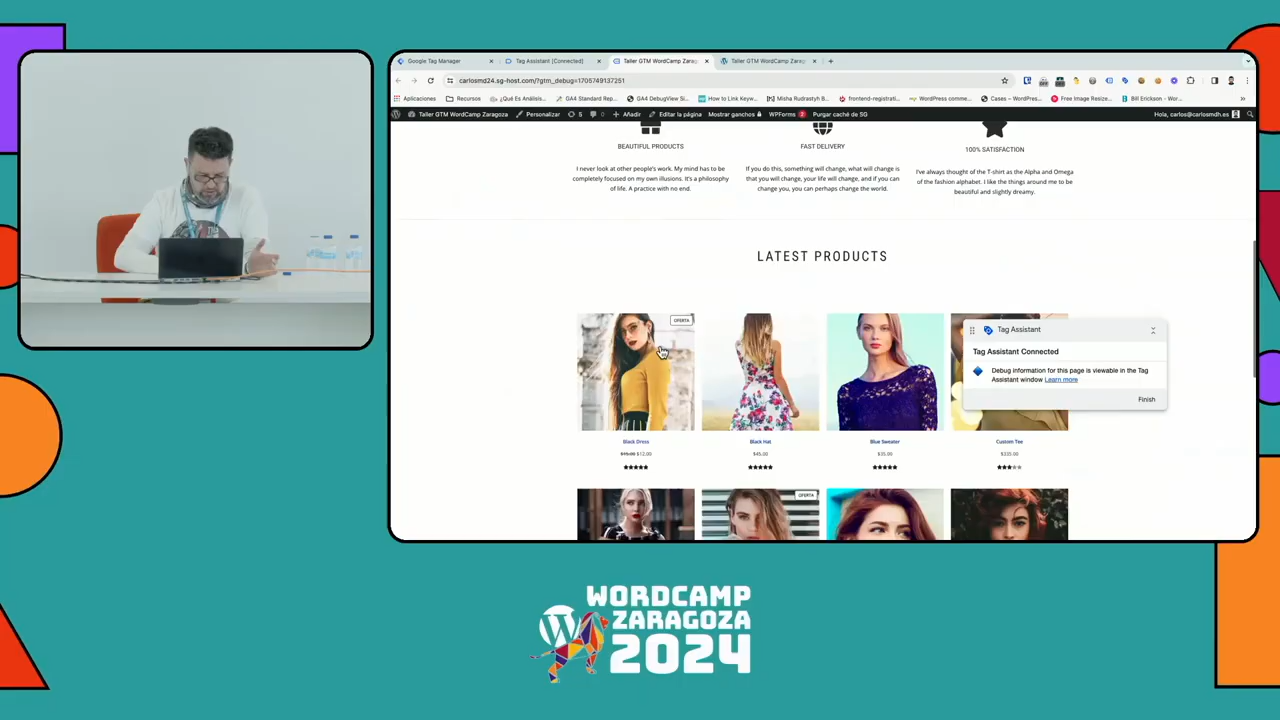 Google Tag Manager
Tag Assistant [Connected]
Taller GTM WordCamp Zarag
Taller GTM WordCamp Zarag
carlosmd24.sg-host.com/?gtm_debug=1705749137251
Aplicaciones
Recursos
¿Qué Es Análisis...
GA4 Standard Rep...
GA4 DebugView Si...
How to Link Keyw...
Misha Rudrastyh B...
frontend-registrati...
WordPress comme...
Cases – WordPres...
Free Image Resize...
Bill Erickson - Wor...
Taller GTM WordCamp Zaragoza
Personalizar
5
0
Añadir
Editar la página
Mostrar ganchos
WPForms 2
Purgar caché de SG
Hola, carlos@carlosmdh.es
BEAUTIFUL PRODUCTS
I never look at other people's work. My mind has to be
completely focused on my own illusions. It's a philosophy
of life. A practice with no end.
FAST DELIVERY
If you do this, something will change, what will change is
that you will change, your life will change, and if you can
change you, you can perhaps change the world.
100% SATISFACTION
I've always thought of the T-shirt as the Alpha and Omega
of the fashion alphabet. I like the things around me to be
beautiful and slightly dreamy.
LATEST PRODUCTS
OFERTA
Black Dress
$15.00 $12.00
Black Hat
$45.00
Blue Sweater
$35.00
Custom Tee
$335.00
OFERTA
Tag Assistant
Tag Assistant Connected
Debug information for this page is viewable in the Tag
Assistant window Learn more
Finish
WORDCAMP
ZARAGOZA
2024